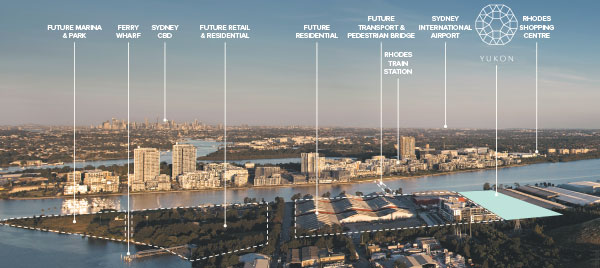 FUTURE MARINA
& PARK
FERRY
WHARF
SYDNEY
CBD
FUTURE RETAIL
& RESIDENTIAL
FUTURE
RESIDENTIAL
FUTURE
TRANSPORT &
PEDESTRIAN BRIDGE
RHODES
TRAIN
STATION
SYDNEY
INTERNATIONAL
AIRPORT
YUKON
RHODES
SHOPPING
CENTRE